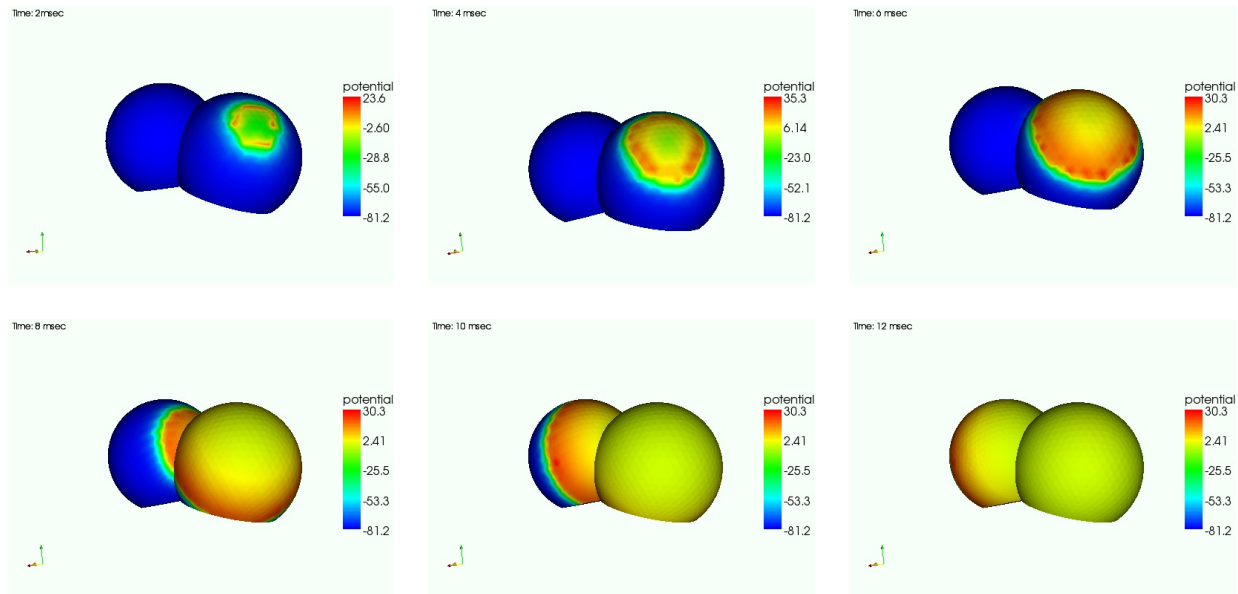 Time: 2msec
potential
23.6
-2.60
-28.8
-55.0
-81.2
Time: 4 msec
potential
35.3
6.14
-23.0
-52.1
-81.2
Time: 6 msec
potential
30.3
2.41
-25.5
-53.3
-81.2
Time: 8 msec
potential
30.3
2.41
-25.5
-53.3
-81.2
Time: 10 msec
potential
30.3
2.41
-25.5
-53.3
-81.2
Time: 12 msec
potential
30.3
2.41
-25.5
-53.3
-81.2